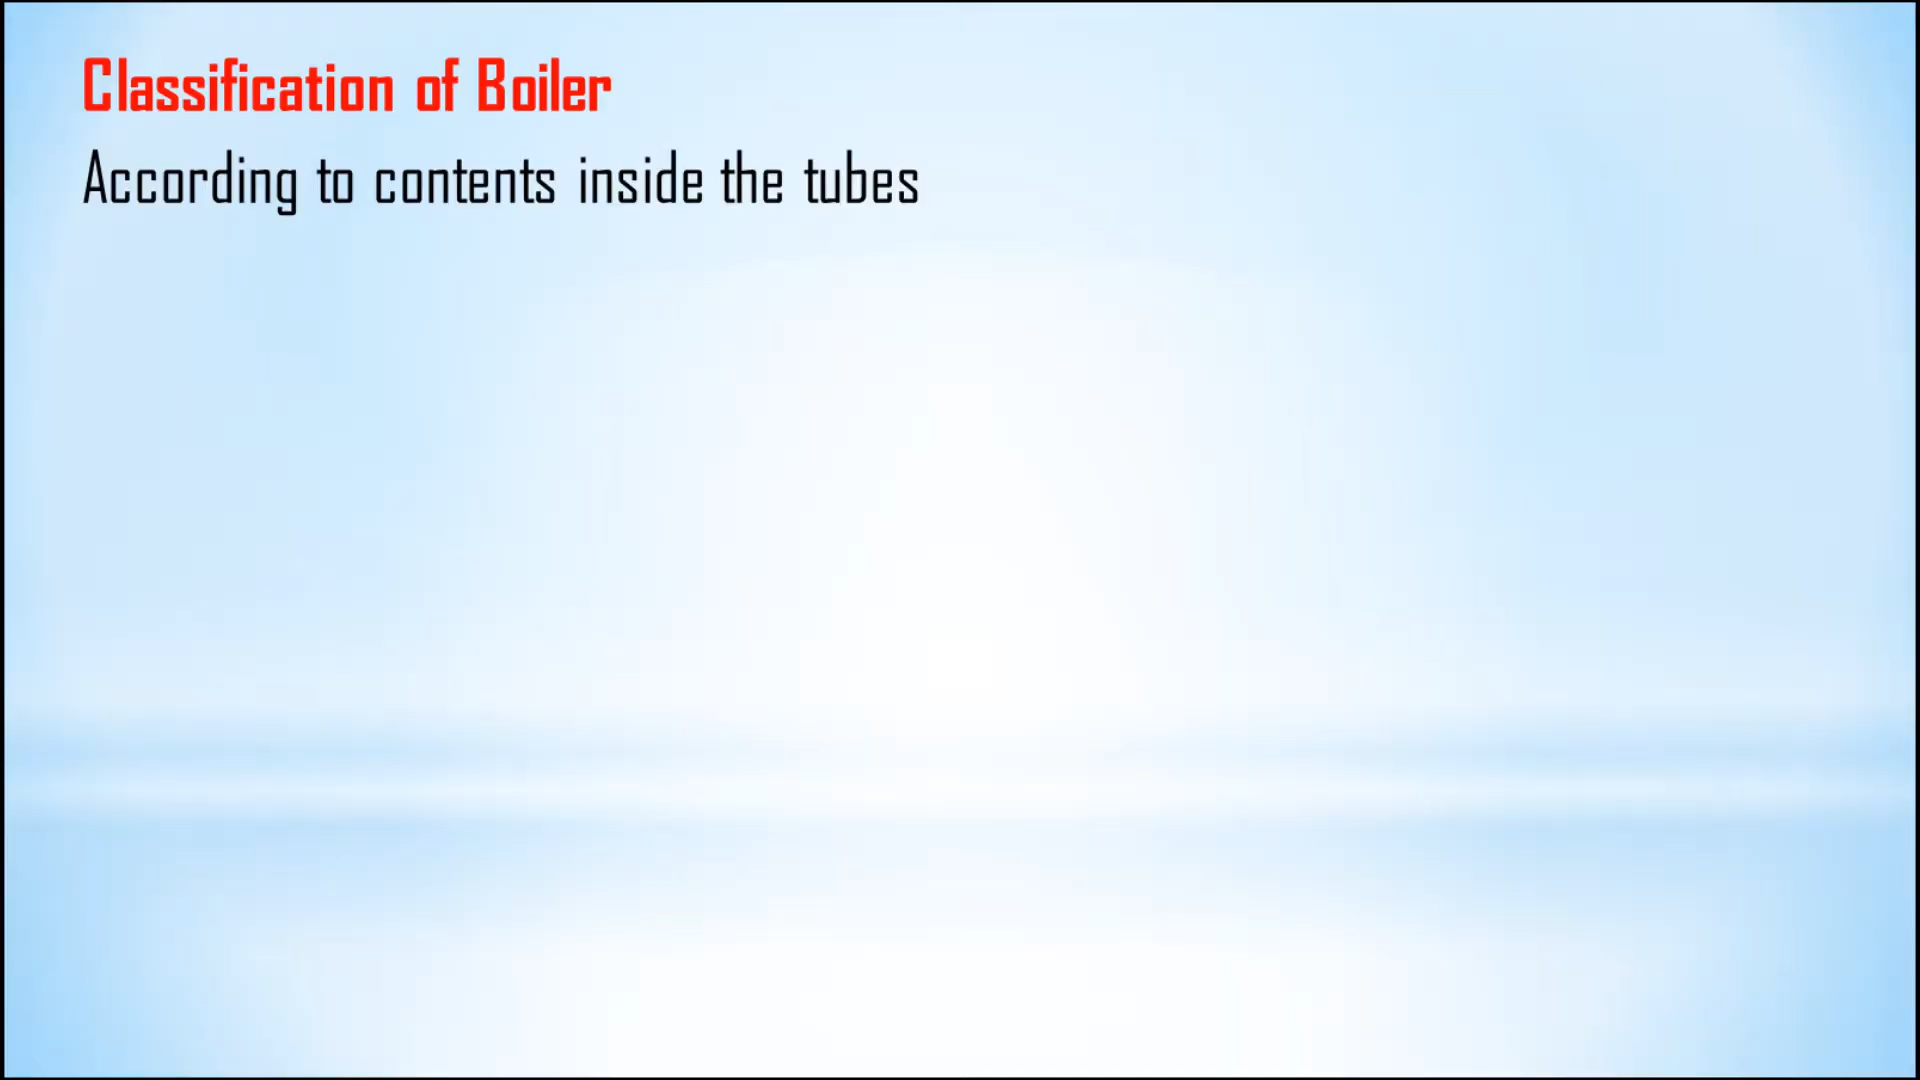 Classification of Boiler
According to contents inside the tubes